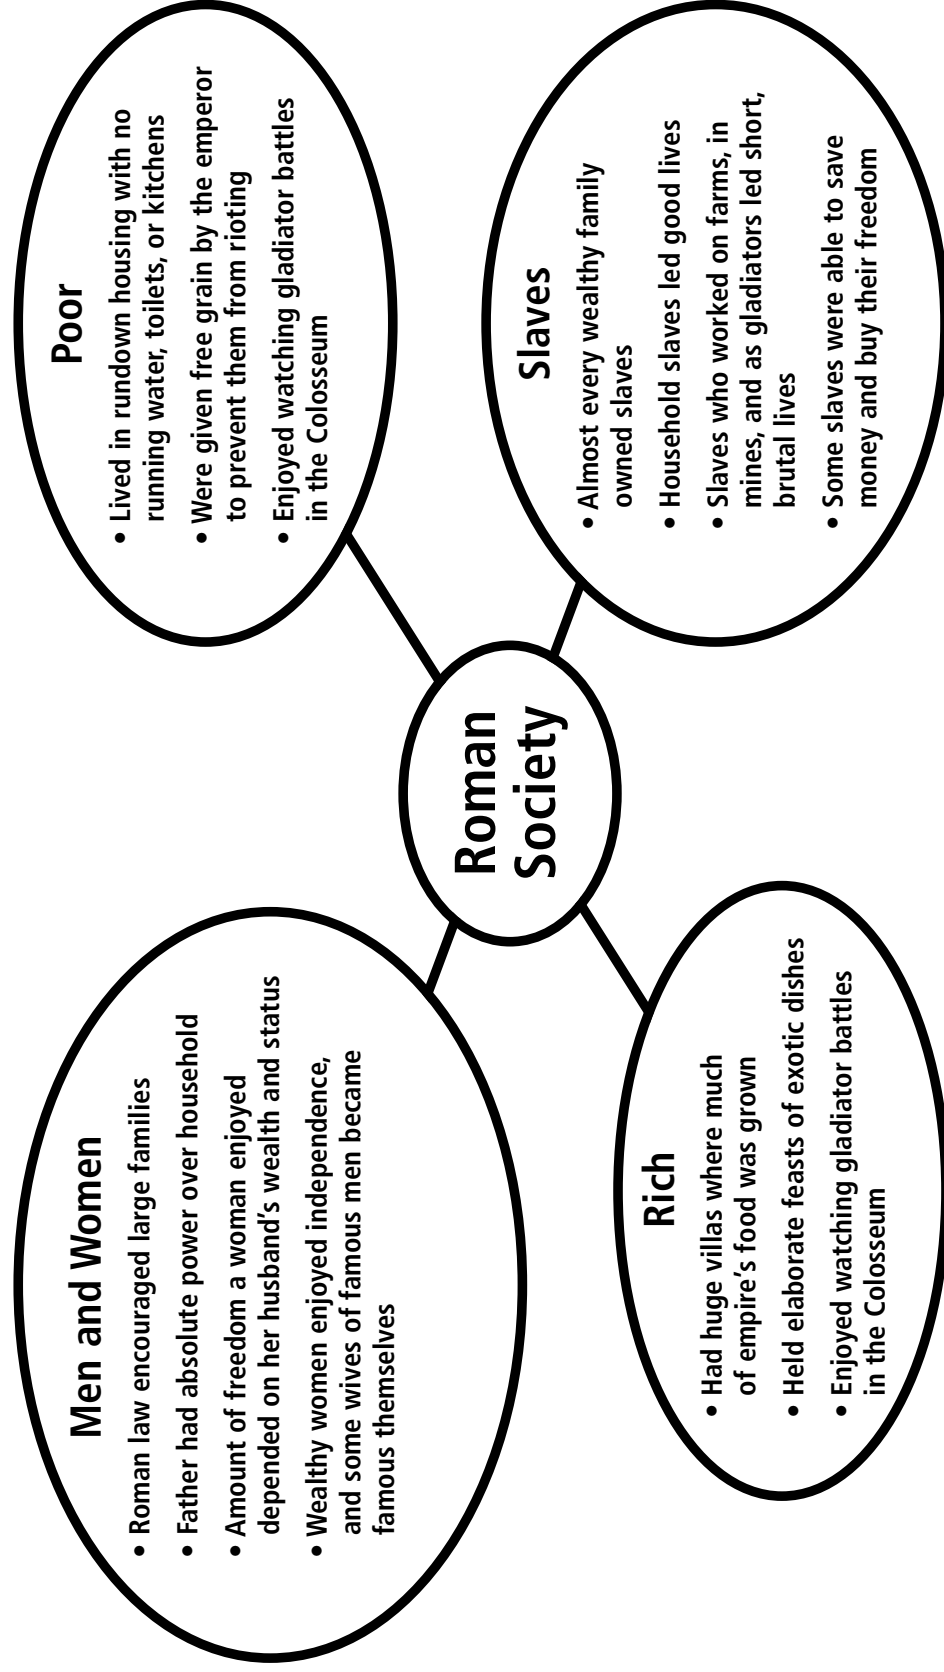 Men and Women
• Roman law encouraged large families
• Father had absolute power over household
• Amount of freedom a woman enjoyed
depended on her husband’s wealth and status
• Wealthy women enjoyed independence,
and some wives of famous men became
famous themselves
Poor
• Lived in rundown housing with no
running water, toilets, or kitchens
• Were given free grain by the emperor
to prevent them from rioting
• Enjoyed watching gladiator battles
in the Colosseum
Roman
Society
Rich
• Had huge villas where much
of empire’s food was grown
• Held elaborate feasts of exotic dishes
• Enjoyed watching gladiator battles
in the Colosseum
Slaves
• Almost every wealthy family
owned slaves
• Household slaves led good lives
• Slaves who worked on farms, in
mines, and as gladiators led short,
brutal lives
• Some slaves were able to save
money and buy their freedom